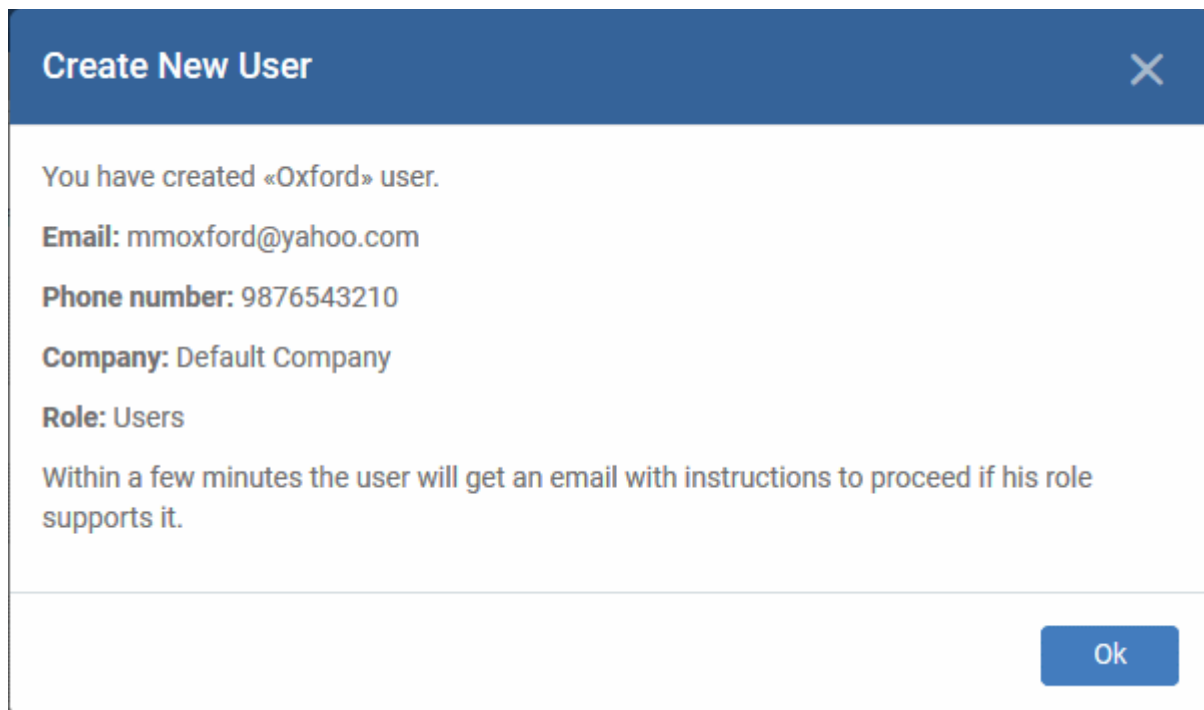 Create New User
You have created «Oxford» user.
Email: mmoxford@yahoo.com
Phone number: 9876543210
Company: Default Company
Role: Users
Within a few minutes the user will get an email with instructions to proceed if his role
supports it.
Ok